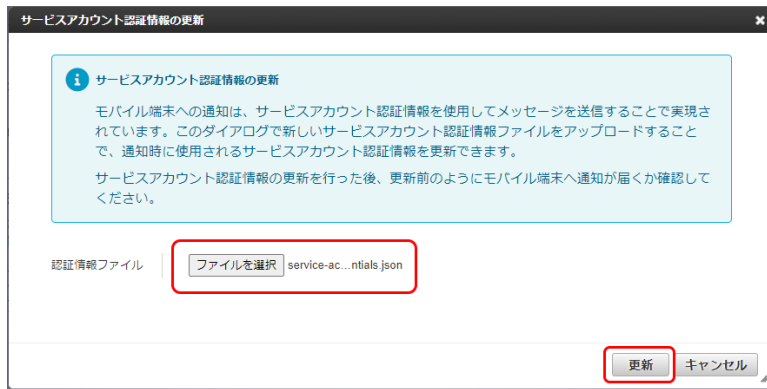 サービスアカウント認証情報の更新
サービスアカウント認証情報の更新
モバイル端末への通知は、サービスアカウント認証情報を使用してメッセージを送信することで実現さ
れています。このダイアログで新しいサービスアカウント認証情報ファイルをアップロードすること
で、通知時に使用されるサービスアカウント認証情報を更新できます。
サービスアカウント認証情報の更新を行った後、更新前のようにモバイル端末へ通知が届くか確認して
ください。
認証情報ファイル ファイルを選択 service-ac...ntials.json
更新 キャンセル